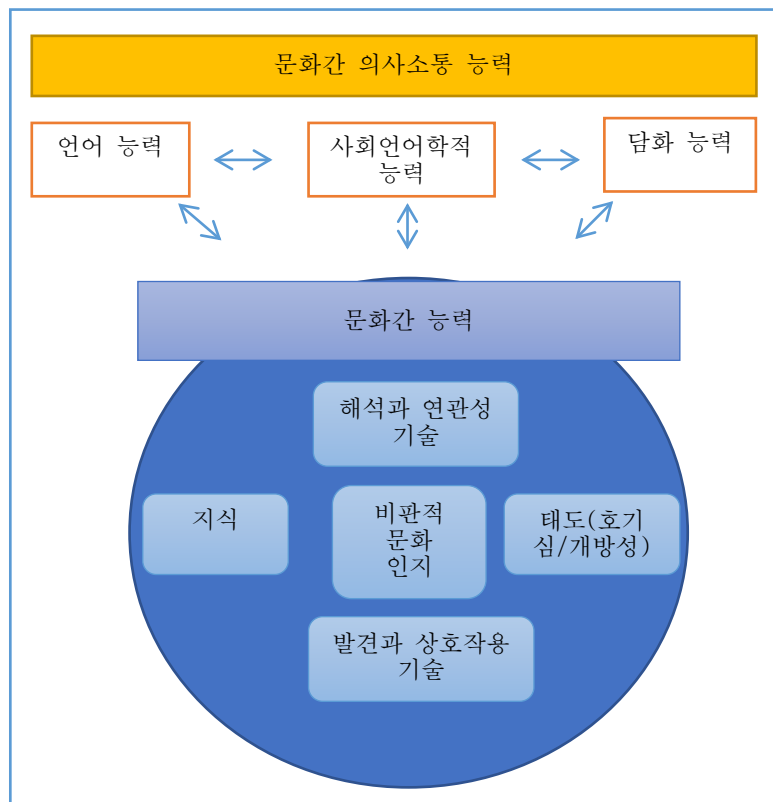 문화간 의사소통 능력
언어 능력
사회언어학적
능력
담화 능력
문화간 능력
해석과 연관성
기술
지식
비판적
문화
인지
태도(호기
심/개방성)
발견과 상호작용
기술